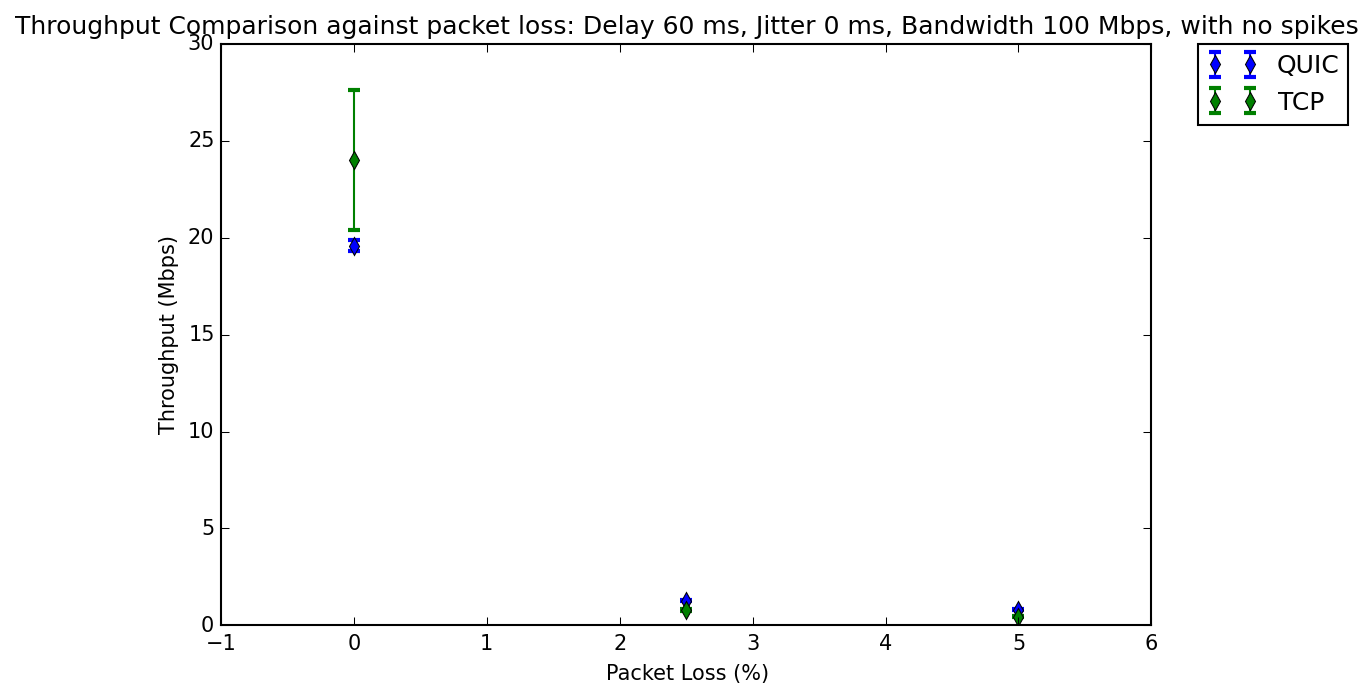 Throughput Comparison against packet loss: Delay 60 ms, Jitter 0 ms, Bandwidth 100 Mbps, with no spikes
QUIC
TCP
Throughput (Mbps)
30
25
20
15
10
5
0
−1 0 1 2 3 4 5 6
Packet Loss (%)